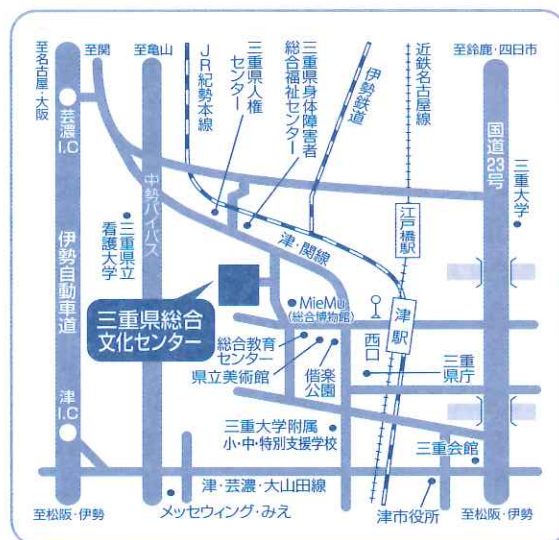 至名古屋・大阪
至関
至亀山
JR紀勢本線
三重県人権
センター
三重県身体障害者
総合福祉センター
伊勢鉄道
近鉄名古屋線
至鈴鹿・四日市
芸濃
I.C
中勢バイパス
国道23号
三重大学
江戸橋駅
伊勢自動車道
三重県立
看護大学
津・関線
MieMu
(総合博物館)
西口
津駅
三重県総合
文化センター
総合教育
センター
県立美術館
偕楽
公園
三重
県庁
津
I.C
三重大学附属
小・中・特別支援学校
三重会館
津・芸濃・大山田線
至松阪・伊勢
メッセウィング・みえ
津市役所
至松阪・伊勢